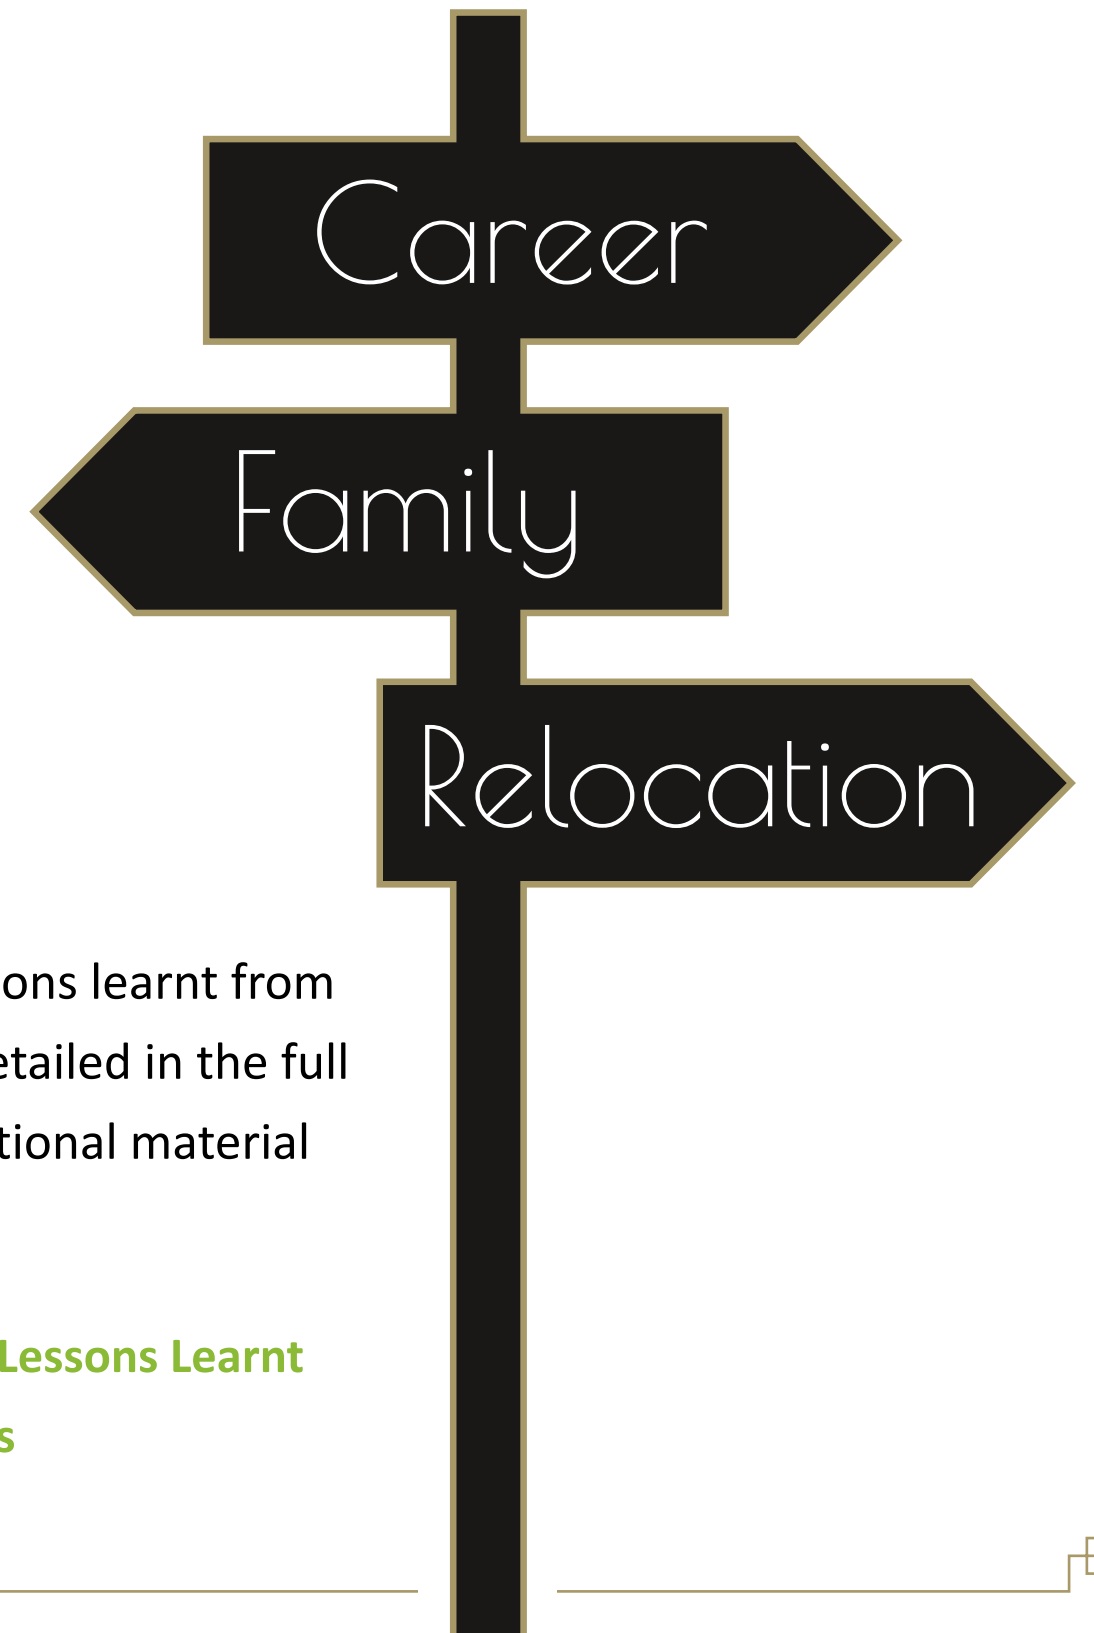 Career
Family
Relocation
ons learnt from
etailed in the full
tional material
Lessons Learnt
s